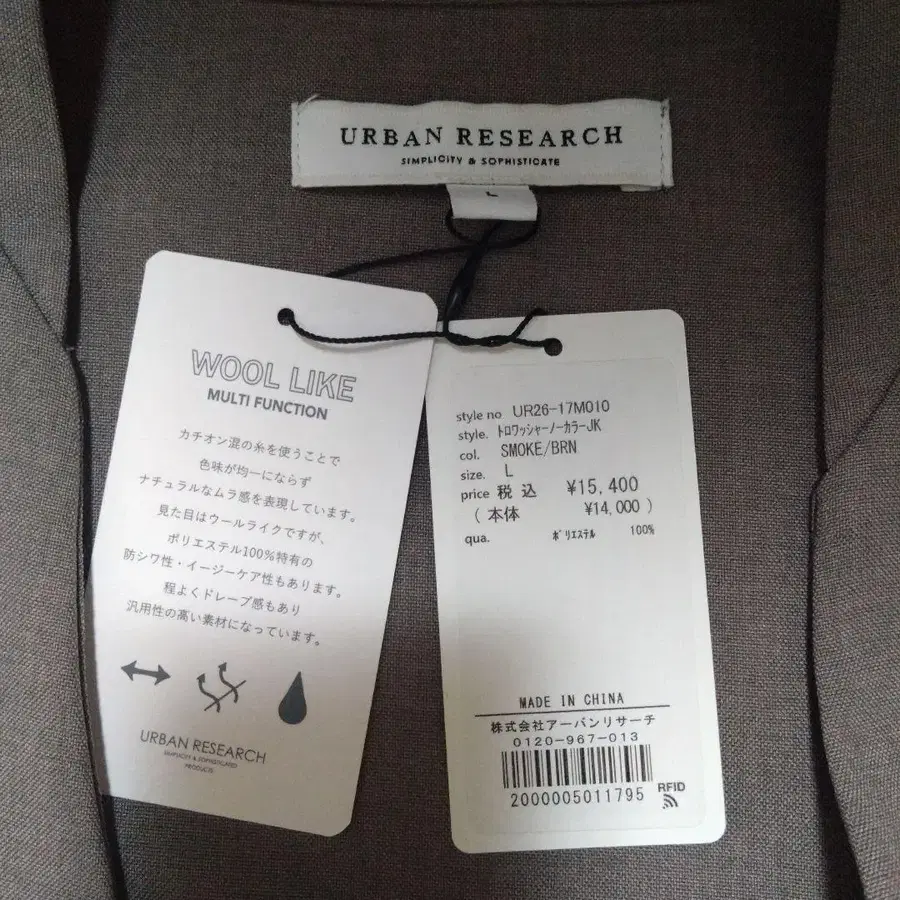 URBAN RESEARCH
SIMPLICITY & SOPHISTICATE
L
WOOL LIKE
MULTI FUNCTION
カチオン混の糸を使うことで
色味が均一にならず
ナチュラルなムラ感を表現しています。
見た目はウールライクですが、
ポリエステル100%特有の
防シワ性・イージーケア性もあります。
程よくドレープ感もあり
汎用性の高い素材になっています。
URBAN RESEARCH
SIMPLICITY & SOPHISTICATED
PRODUCTS
style no UR26-17M010
style. ﾄﾛﾜｯｼｬｰﾉｰｶﾗｰJK
col. SMOKE/BRN
size. L
price 税込 ¥15,400
(本体 ¥14,000)
qua. ﾎﾟﾘｴｽﾃﾙ 100%
MADE IN CHINA
株式会社アーバンリサーチ
0120-967-013
2000005011795
RFID